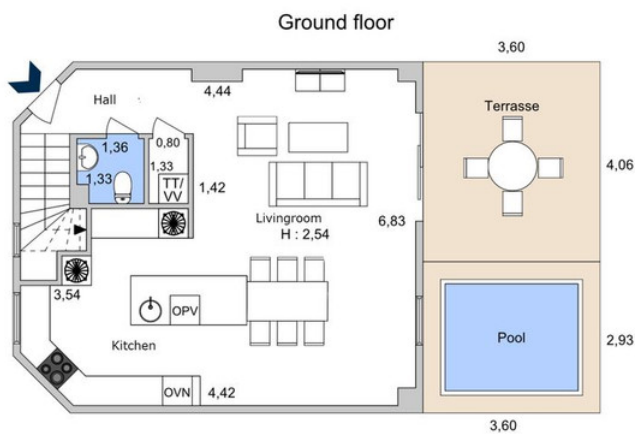 Ground floor
3,60
Hall
4,44
Terrasse
1,36
0,80
1,33
1,33
TT/
VV
1,42
4,06
Livingroom
H : 2,54
6,83
3,54
OPV
Kitchen
Pool
2,93
OVN
4,42
3,60